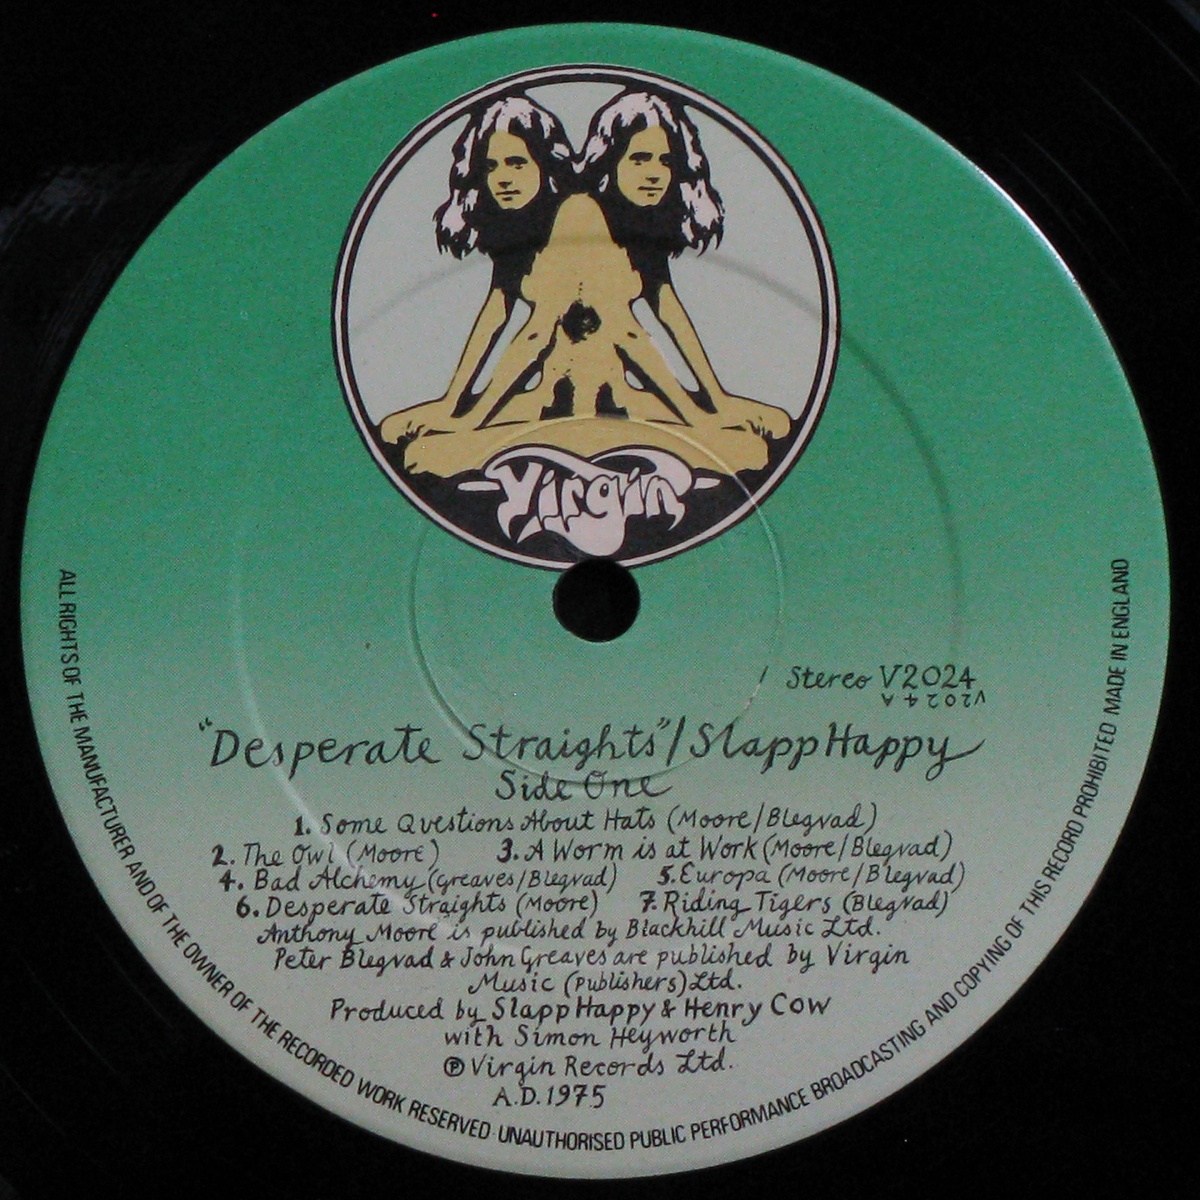 Virgin
Stereo V2024
V2024 A
"Desperate Straights"/SlappHappy
Side One
1. Some Questions About Hats (Moore/Blegvad)
2. The Owl (Moore) 3. A Worm is at Work (Moore/Blegvad)
4. Bad Alchemy (Greaves/Blegvad) 5. Europa (Moore/Blegvad)
6. Desperate Straights (Moore) 7. Riding Tigers (Blegvad)
Anthony Moore is published by Blackhill Music Ltd.
Peter Blegvad & John Greaves are published by Virgin
Music (Publishers) Ltd.
Produced by SlappHappy & Henry Cow
with Simon Heyworth
℗ Virgin Records Ltd.
A.D. 1975
ALL RIGHTS OF THE MANUFACTURER AND OF THE OWNER OF THE RECORDED WORK RESERVED UNAUTHORISED PUBLIC PERFORMANCE BROADCASTING AND COPYING OF THIS RECORD PROHIBITED MADE IN ENGLAND